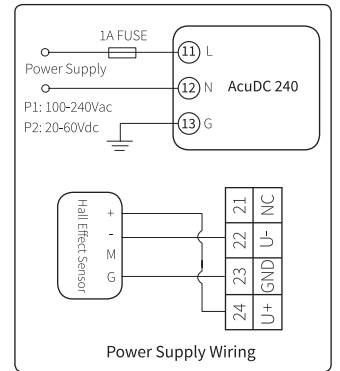 1A FUSE
11 L
Power Supply
12 N AcuDC 240
P1: 100-240Vac
P2: 20-60Vdc
13 G
Hall Effect Sensor
+
-
M
G
21 NC
22 U-
23 GND
24 U+
Power Supply Wiring